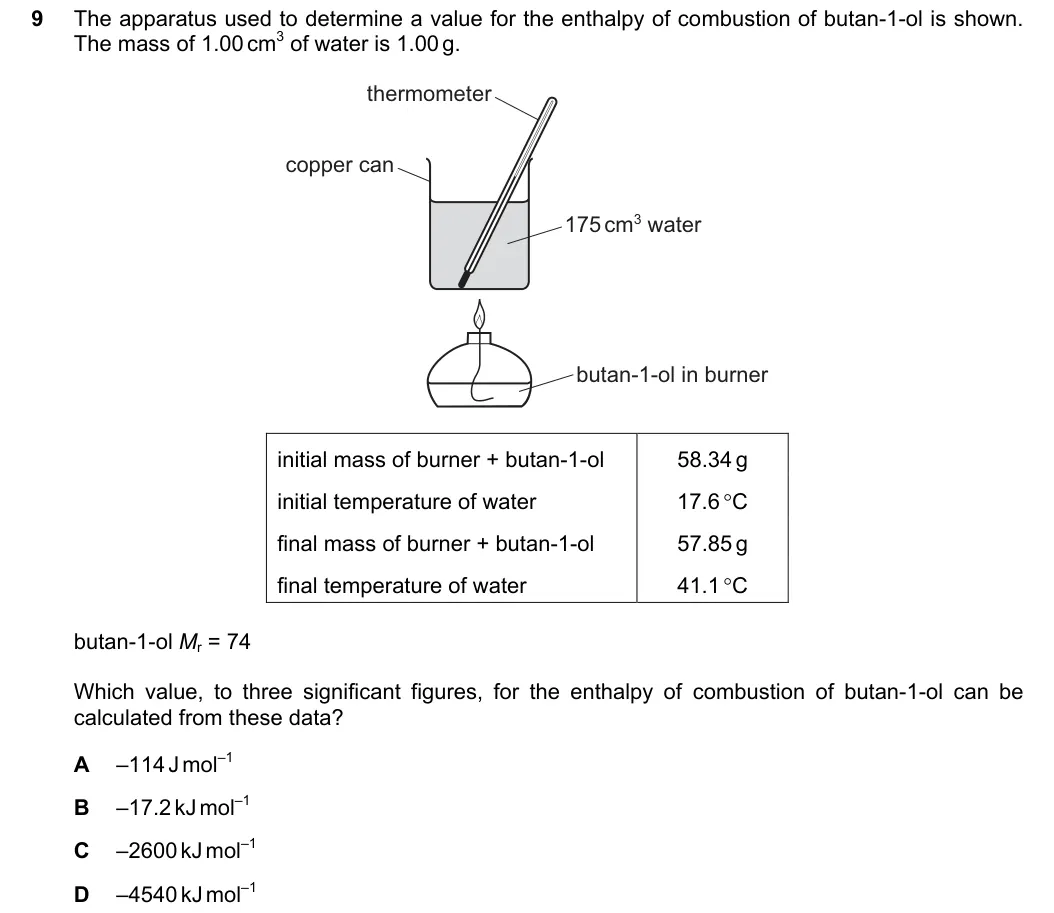 9 The apparatus used to determine a value for the enthalpy of combustion of butan-1-ol is shown.
The mass of 1.00 cm³ of water is 1.00 g.
thermometer
copper can
175 cm³ water
butan-1-ol in burner
initial mass of burner + butan-1-ol 58.34 g
initial temperature of water 17.6 °C
final mass of burner + butan-1-ol 57.85 g
final temperature of water 41.1 °C
butan-1-ol Mᵣ = 74
Which value, to three significant figures, for the enthalpy of combustion of butan-1-ol can be
calculated from these data?
A –114 J mol⁻¹
B –17.2 kJ mol⁻¹
C –2600 kJ mol⁻¹
D –4540 kJ mol⁻¹